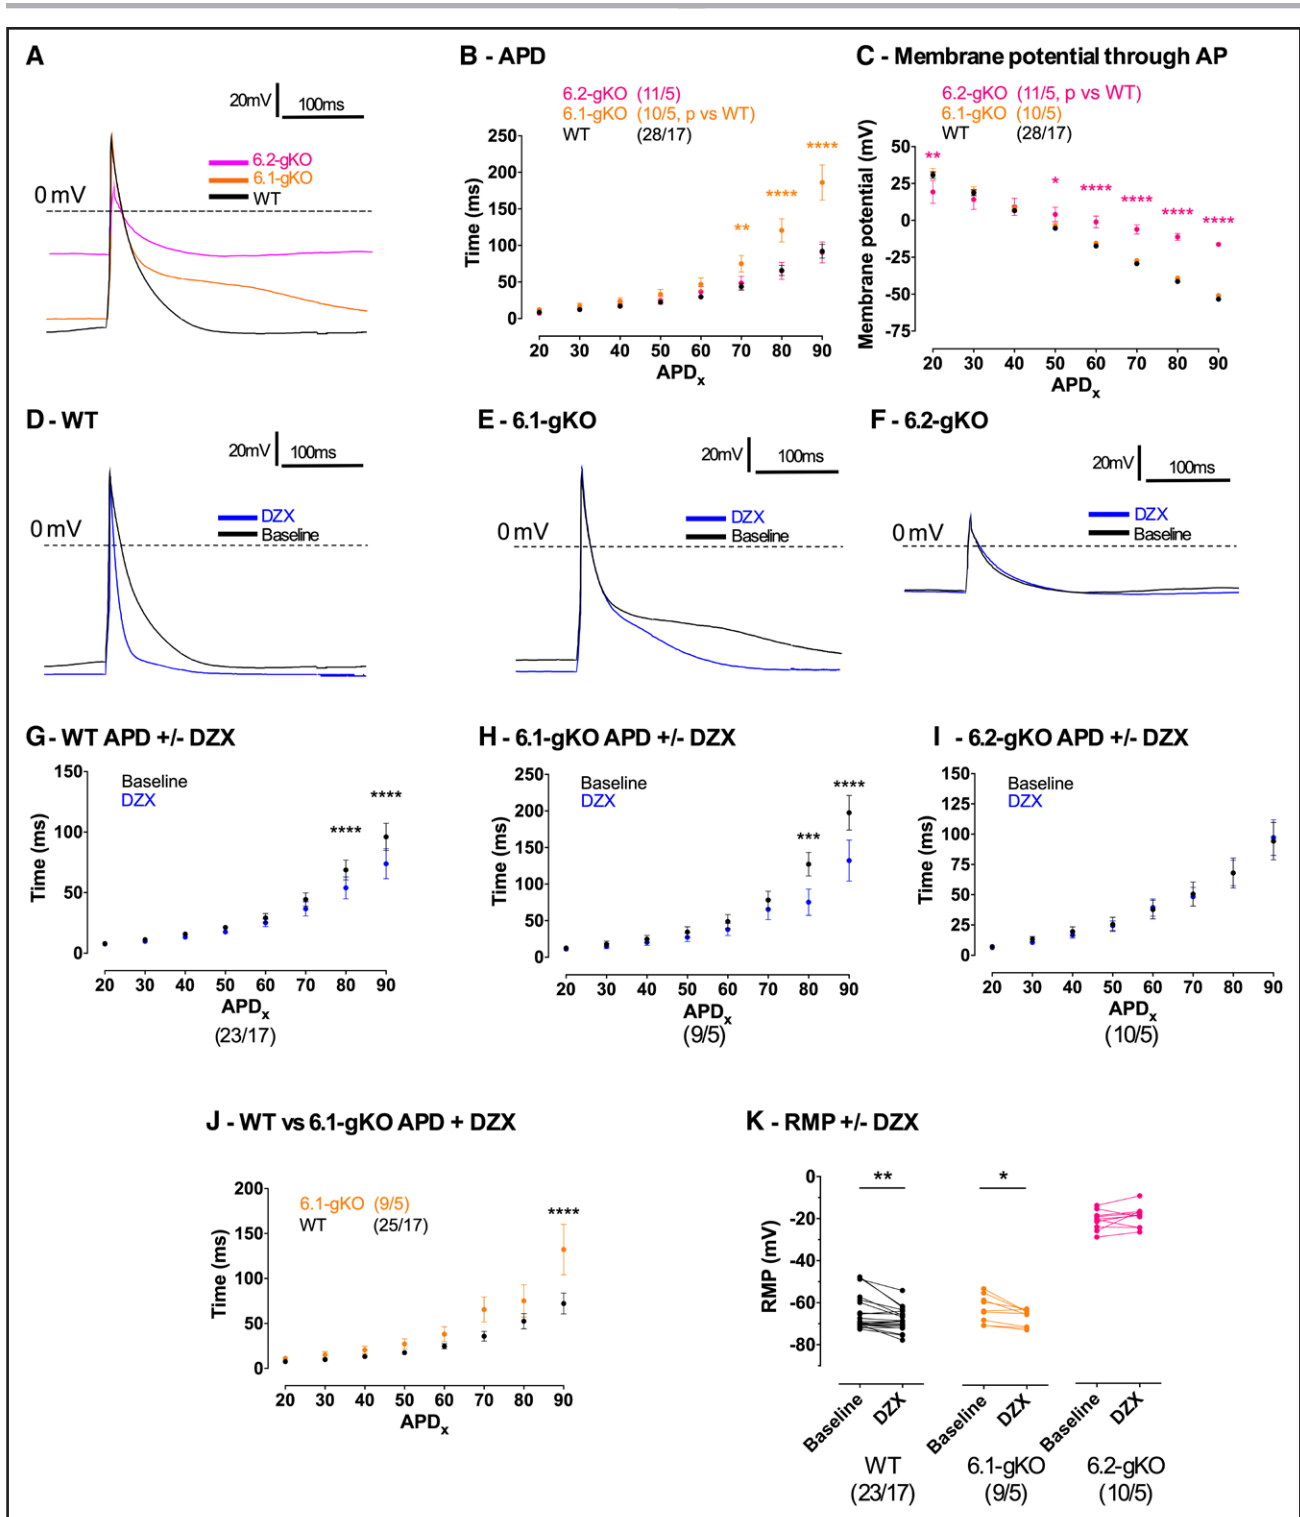 A
20mV
100ms
6.2-gKO
6.1-gKO
WT
0 mV
B - APD
6.2-gKO (11/5)
6.1-gKO (10/5, p vs WT)
WT (28/17)
250
200
150
100
50
0
Time (ms)
**
****
****
20 30 40 50 60 70 80 90
APDx
C - Membrane potential through AP
6.2-gKO (11/5, p vs WT)
6.1-gKO (10/5)
WT (28/17)
50
25
0
-25
-50
-75
Membrane potential (mV)
**
*
****
****
****
****
20 30 40 50 60 70 80 90
APDx
D - WT
20mV
100ms
DZX
Baseline
0 mV
E - 6.1-gKO
20mV
100ms
DZX
Baseline
0 mV
F - 6.2-gKO
20mV
100ms
DZX
Baseline
0 mV
G - WT APD +/- DZX
Baseline
DZX
150
100
50
0
Time (ms)
****
****
20 30 40 50 60 70 80 90
APDx
(23/17)
H - 6.1-gKO APD +/- DZX
Baseline
DZX
250
200
150
100
50
0
Time (ms)
***
****
20 30 40 50 60 70 80 90
APDx
(9/5)
I - 6.2-gKO APD +/- DZX
Baseline
DZX
150
125
100
75
50
25
0
Time (ms)
20 30 40 50 60 70 80 90
APDx
(10/5)
J - WT vs 6.1-gKO APD + DZX
6.1-gKO (9/5)
WT (25/17)
200
150
100
50
0
Time (ms)
****
20 30 40 50 60 70 80 90
APDx
K - RMP +/- DZX
0
-20
-40
-60
-80
RMP (mV)
**
*
Baseline DZX Baseline DZX Baseline DZX
WT 6.1-gKO 6.2-gKO
(23/17) (9/5) (10/5)